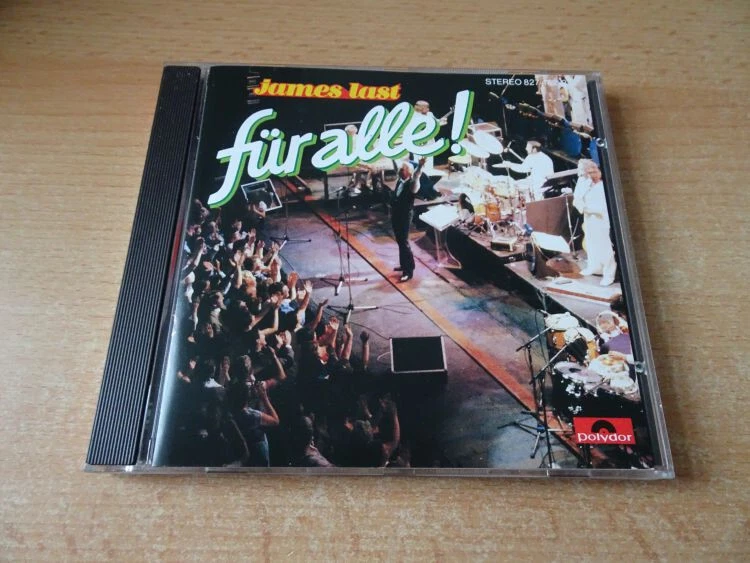 james last
STEREO 827
für alle!
polydor